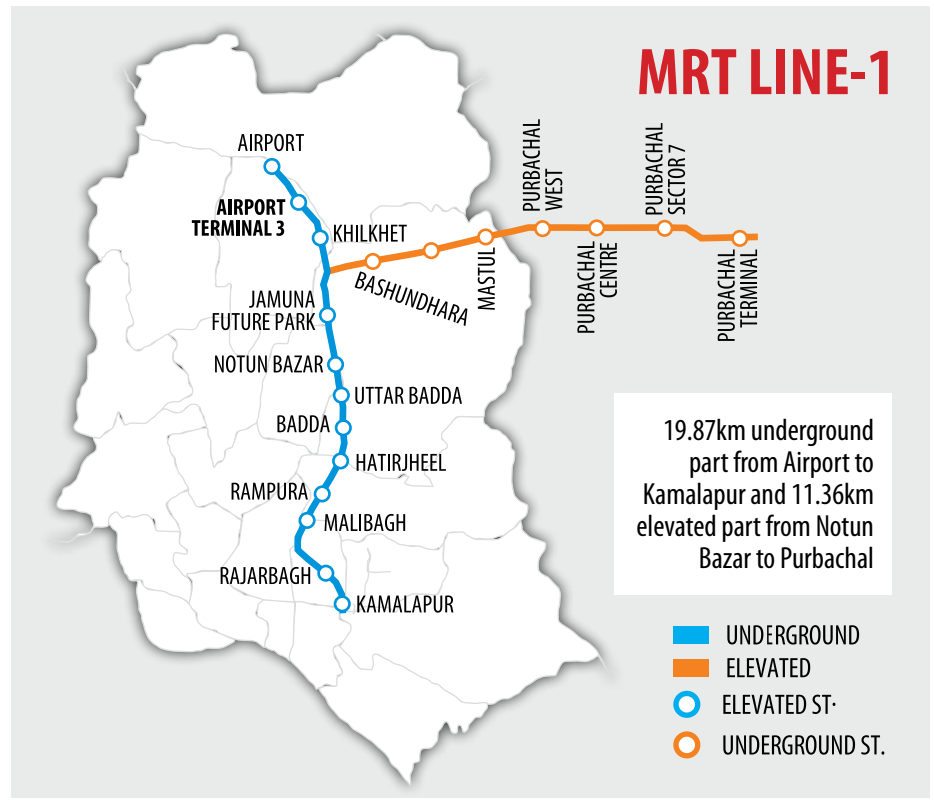 MRT LINE-1
AIRPORT
AIRPORT
TERMINAL 3
KHILKHET
JAMUNA
FUTURE PARK
NOTUN BAZAR
UTTAR BADDA
BADDA
HATIRJHEEL
RAMPURA
MALIBAGH
RAJARBAGH
KAMALAPUR
BASHUNDHARA
MASTUL
PURBACHAL
WEST
PURBACHAL
CENTRE
PURBACHAL
SECTOR 7
PURBACHAL
TERMINAL
19.87km underground
part from Airport to
Kamalapur and 11.36km
elevated part from Notun
Bazar to Purbachal
UNDERGROUND
ELEVATED
ELEVATED ST·
UNDERGROUND ST.